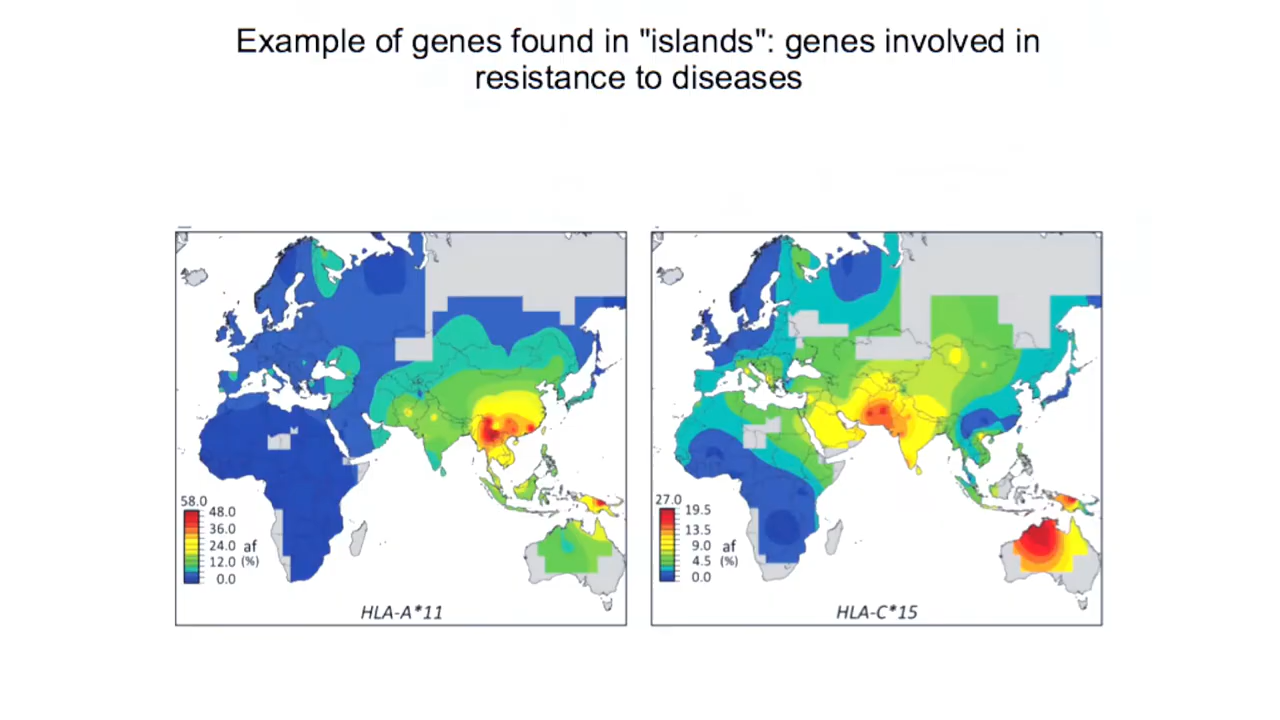 Example of genes found in "islands": genes involved in
resistance to diseases
58.0
48.0
36.0
24.0
12.0
0.0
af
(%)
HLA-A*11
27.0
19.5
13.5
9.0
4.5
0.0
af
(%)
HLA-C*15